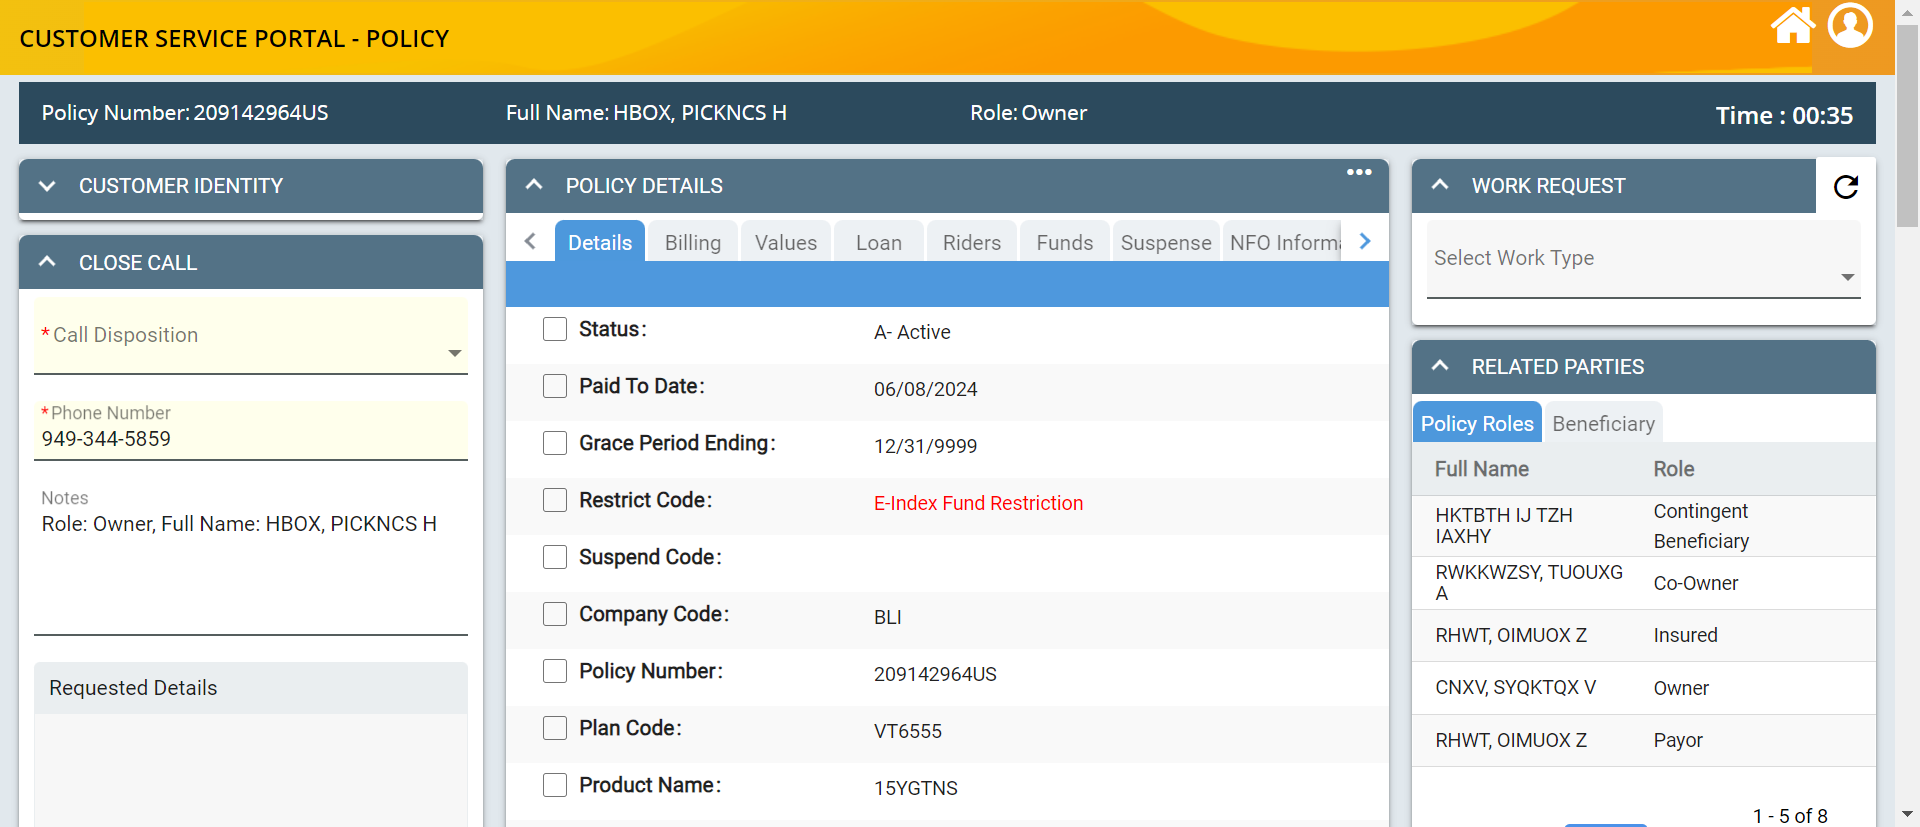 CUSTOMER SERVICE PORTAL - POLICY
Policy Number: 209142964US
Full Name: HBOX, PICKNCS H
Role: Owner
Time : 00:35
CUSTOMER IDENTITY
CLOSE CALL
* Call Disposition
* Phone Number
949-344-5859
Notes
Role: Owner, Full Name: HBOX, PICKNCS H
Requested Details
POLICY DETAILS
Details Billing Values Loan Riders Funds Suspense NFO Informa
Status: A- Active
Paid To Date: 06/08/2024
Grace Period Ending: 12/31/9999
Restrict Code: E-Index Fund Restriction
Suspend Code:
Company Code: BLI
Policy Number: 209142964US
Plan Code: VT6555
Product Name: 15YGTNS
WORK REQUEST
Select Work Type
RELATED PARTIES
Policy Roles Beneficiary
Full Name Role
HKTBTH IJ TZH IAXHY Contingent Beneficiary
RWKKWZSY, TUOUXG A Co-Owner
RHWT, OIMUOX Z Insured
CNXV, SYQKTQX V Owner
RHWT, OIMUOX Z Payor
1 - 5 of 8